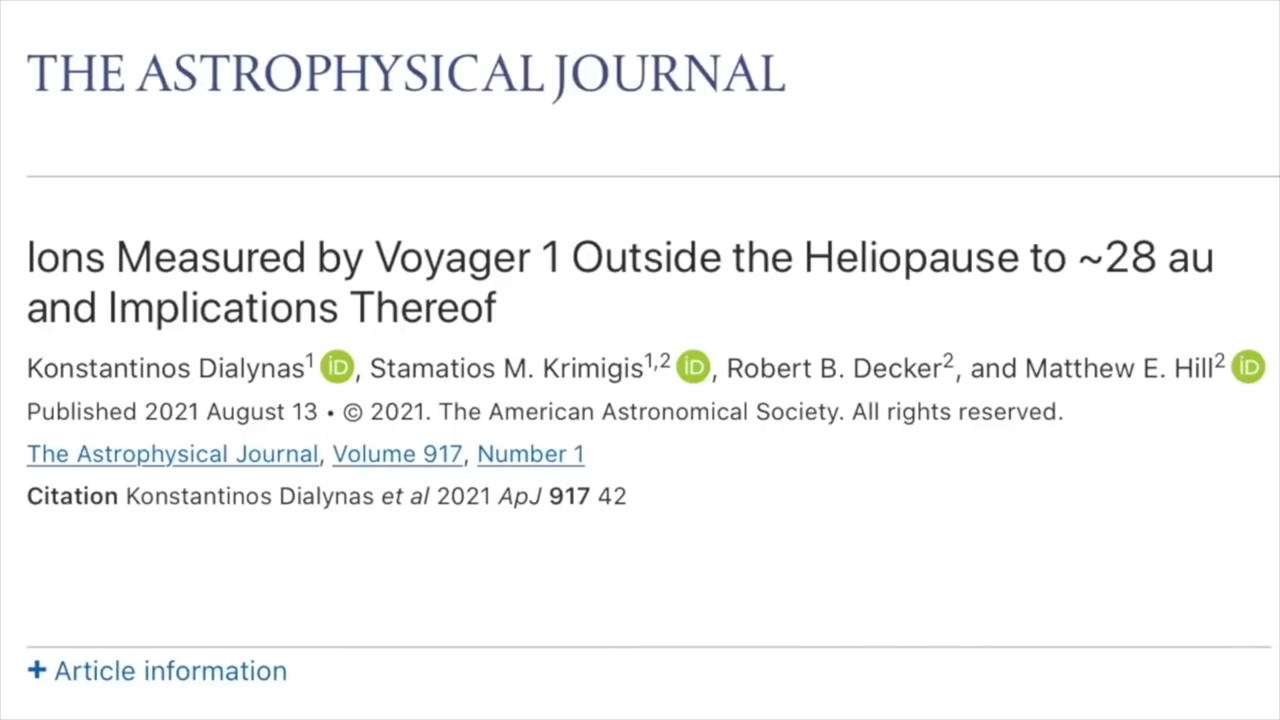 THE ASTROPHYSICAL JOURNAL
Ions Measured by Voyager 1 Outside the Heliopause to ~28 au
and Implications Thereof
Konstantinos Dialynas1 iD, Stamatios M. Krimigis1,2 iD, Robert B. Decker2, and Matthew E. Hill2 iD
Published 2021 August 13 • © 2021. The American Astronomical Society. All rights reserved.
The Astrophysical Journal, Volume 917, Number 1
Citation Konstantinos Dialynas et al 2021 ApJ 917 42
+ Article information